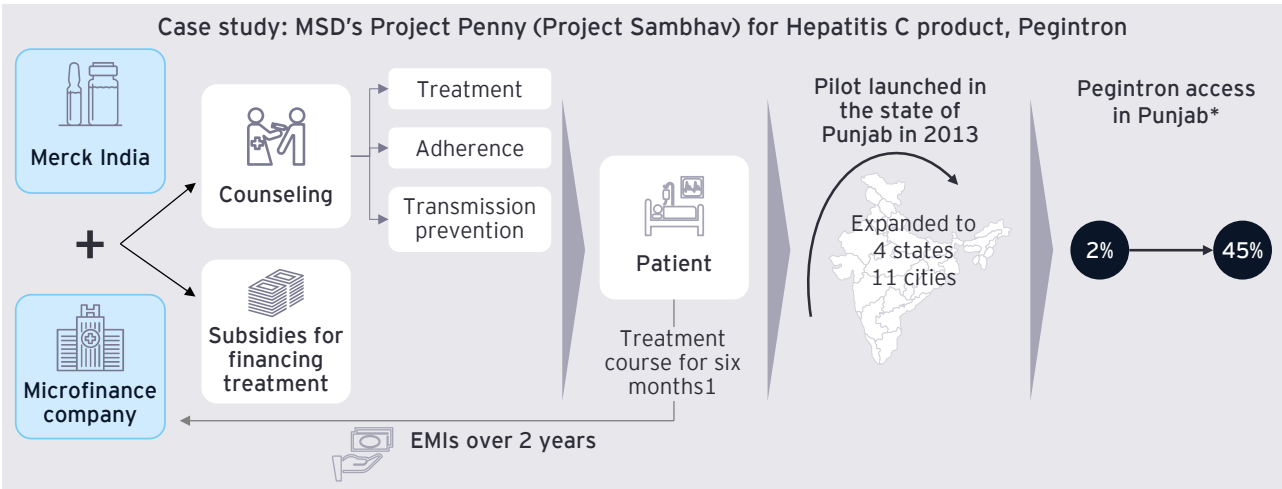 Case study: MSD's Project Penny (Project Sambhav) for Hepatitis C product, Pegintron
Merck India
+
Microfinance
company
Counseling
Subsidies for
financing
treatment
Treatment
Adherence
Transmission
prevention
Patient
Treatment
course for six
months1
EMIs over 2 years
Pilot launched in
the state of
Punjab in 2013
Expanded to
4 states
11 cities
Pegintron access
in Punjab*
2%
45%